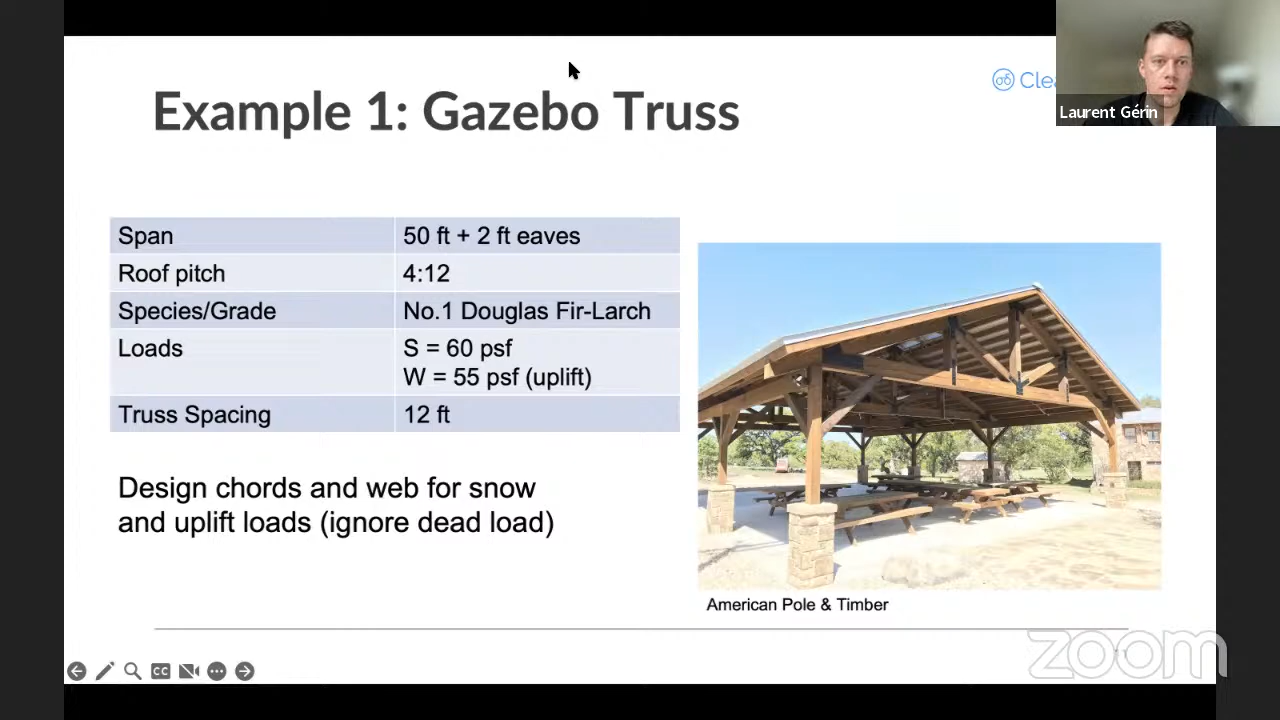 Example 1: Gazebo Truss
Laurent Gérin
Span 50 ft + 2 ft eaves
Roof pitch 4:12
Species/Grade No.1 Douglas Fir-Larch
Loads S = 60 psf
W = 55 psf (uplift)
Truss Spacing 12 ft
Design chords and web for snow
and uplift loads (ignore dead load)
American Pole & Timber
zoom
CC